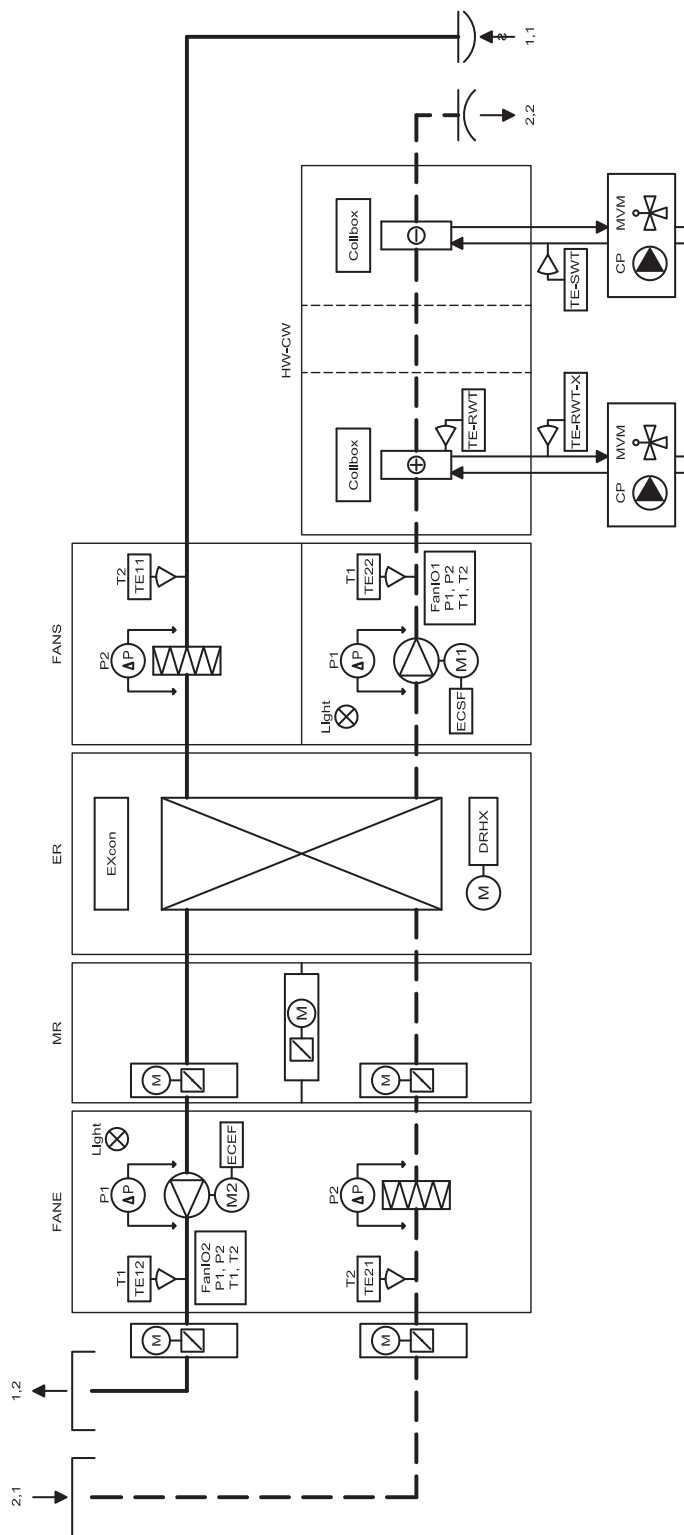 2,1
1,2
FANE
T1
TE12
P1
ΔP
Light
M
FanIO2
P1, P2
T1, T2
M2
ECEF
T2
TE21
P2
ΔP
M
MR
M
M
M
ER
EXcon
M
DRHX
FANS
P2
ΔP
T2
TE11
Light
P1
ΔP
T1
TE22
ECSF
M1
FanIO1
P1, P2
T1, T2
HW-CW
Coilbox
Coilbox
TE-RWT
TE-RWT-X
TE-SWT
CP
MVM
CP
MVM
2,2
1,1